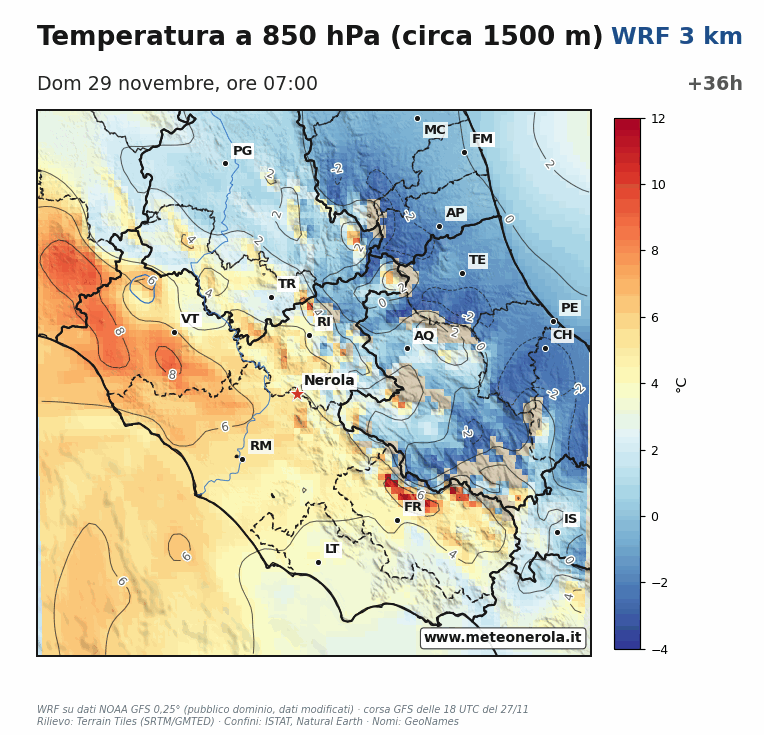 Temperatura a 850 hPa (circa 1500 m) WRF 3 km
Dom 29 novembre, ore 07:00 +36h
MC
FM
PG
AP
TE
TR
PE
VT
RI
AQ
CH
Nerola
RM
FR
IS
LT
www.meteonerola.it
12
10
8
6
4
2
0
−2
−4
°C
WRF su dati NOAA GFS 0,25° (pubblico dominio, dati modificati) · corsa GFS delle 18 UTC del 27/11
Rilievo: Terrain Tiles (SRTM/GMTED) · Confini: ISTAT, Natural Earth · Nomi: GeoNames